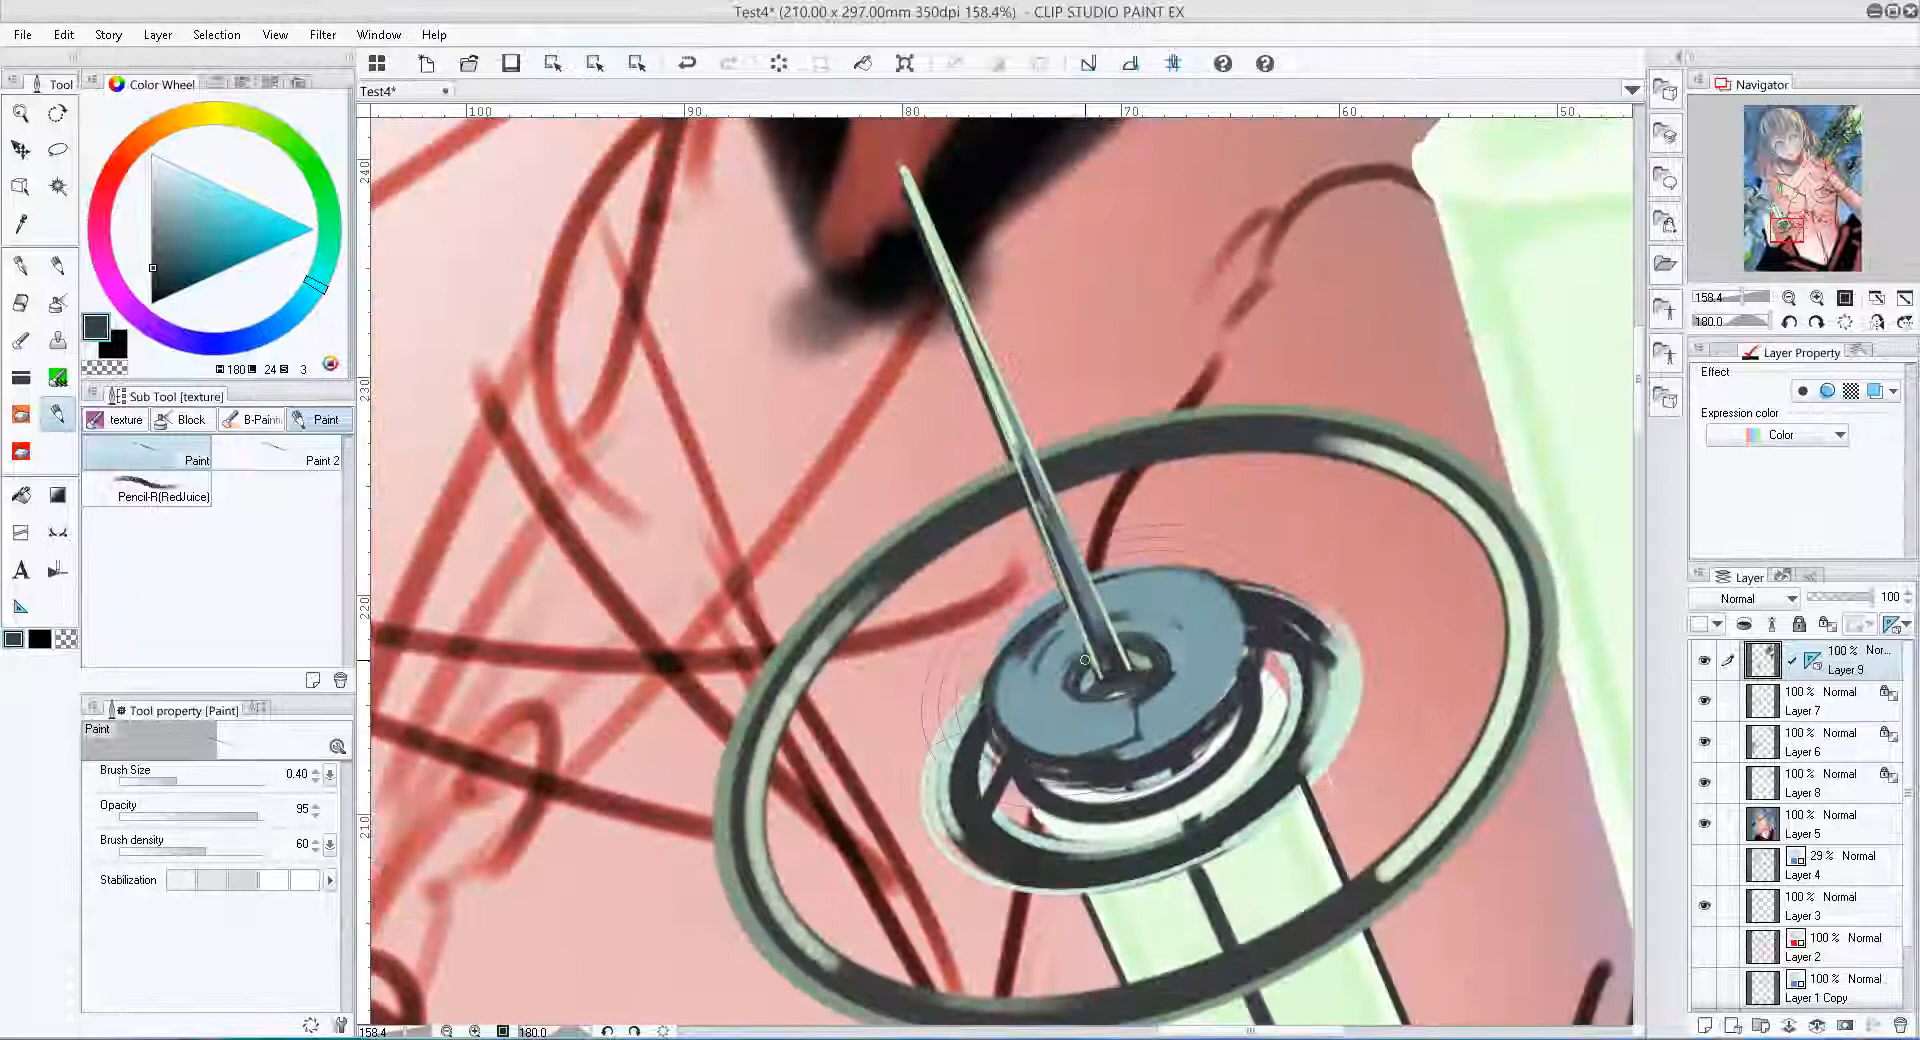 Test4* (210.00 x 297.00mm 350dpi 158.4%) - CLIP STUDIO PAINT EX
File Edit Story Layer Selection View Filter Window Help
Tool
Color Wheel
Test4*
Navigator
100 90 80 70 60 50
240
230
220
210
180 24 3
Sub Tool [texture]
texture Block B-Painti Paint
Paint Paint 2
Pencil-R(RedJuice)
Tool property [Paint]
Paint
Brush Size 0.40
Opacity 95
Brush density 60
Stabilization
158.4 180.0
158.4
180.0
Layer Property
Effect
Expression color
Color
Layer
Normal 100
100 % Nor...
Layer 9
100 % Normal
Layer 7
100 % Normal
Layer 6
100 % Normal
Layer 8
100 % Normal
Layer 5
29 % Normal
Layer 4
100 % Normal
Layer 3
100 % Normal
Layer 2
100 % Normal
Layer 1 Copy